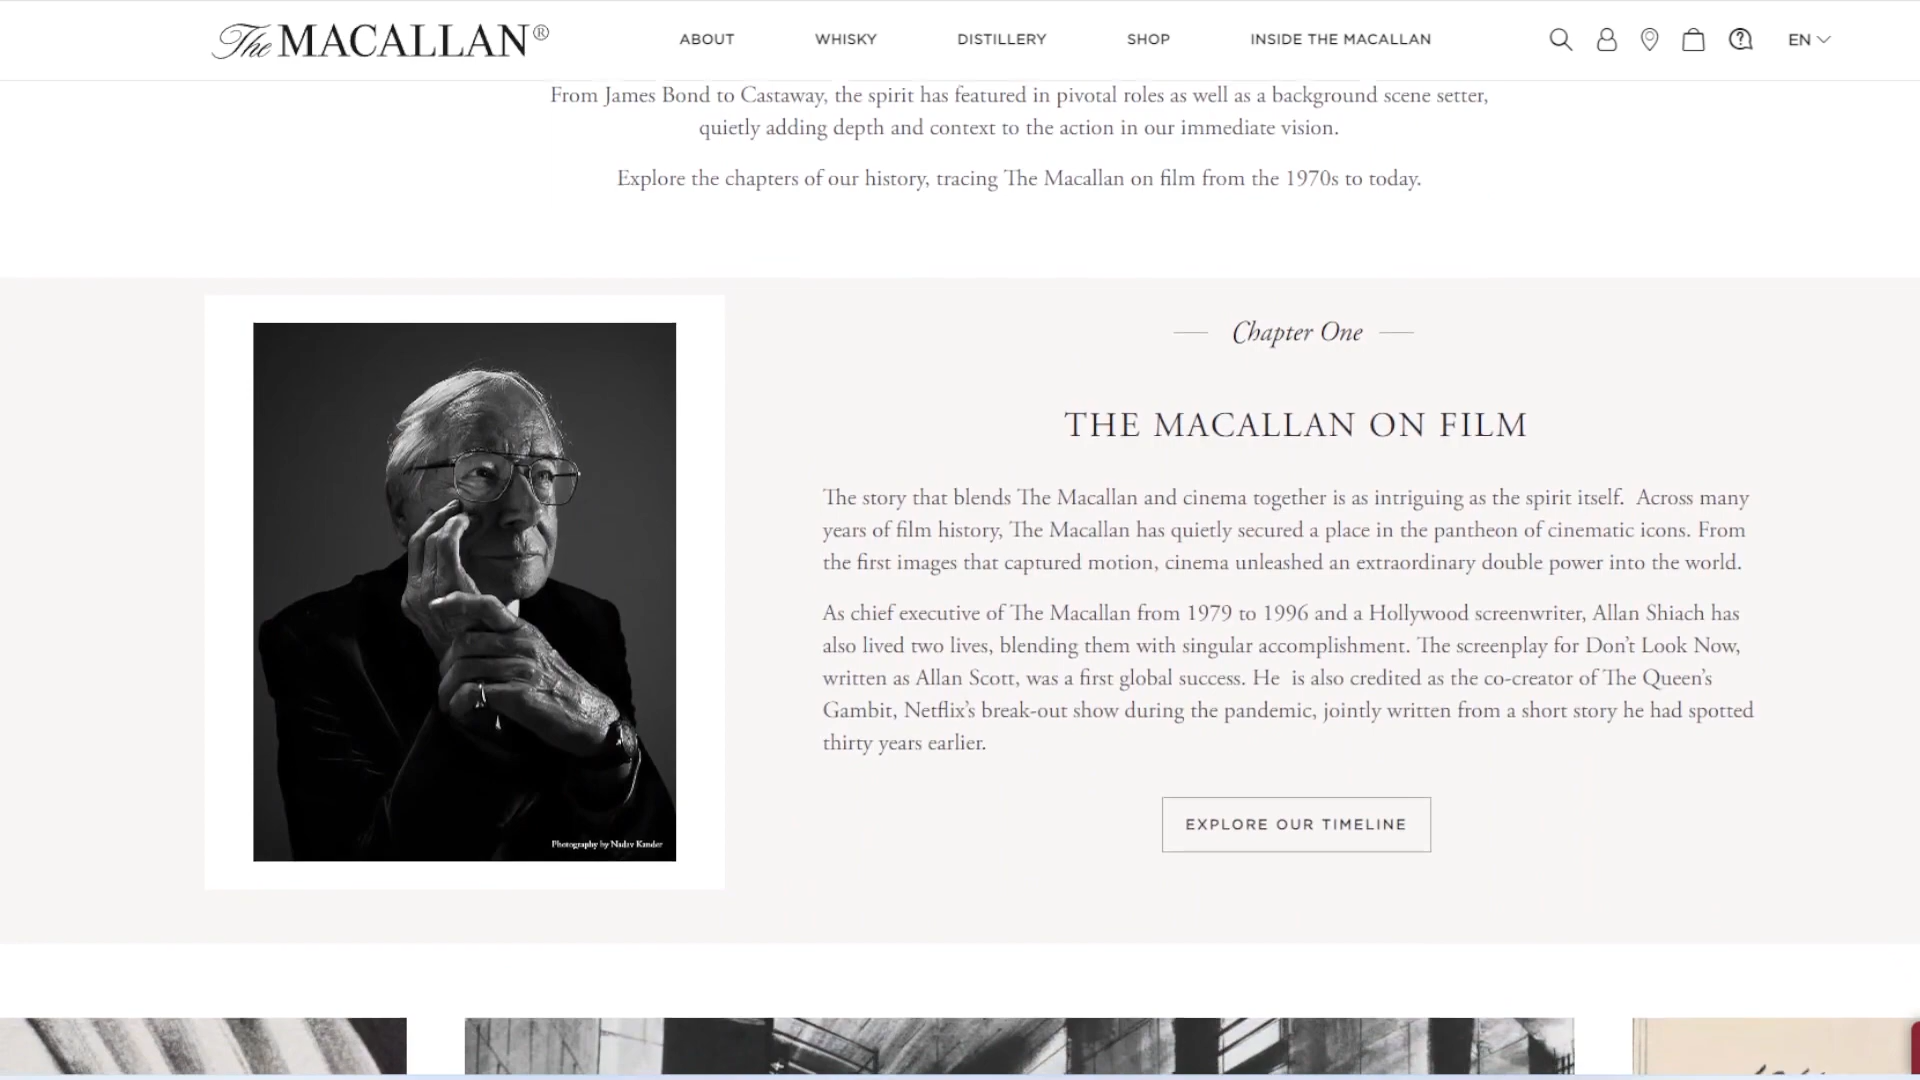 The MACALLAN®
ABOUT
WHISKY
DISTILLERY
SHOP
INSIDE THE MACALLAN
EN
From James Bond to Castaway, the spirit has featured in pivotal roles as well as a background scene setter,
quietly adding depth and context to the action in our immediate vision.
Explore the chapters of our history, tracing The Macallan on film from the 1970s to today.
Chapter One
THE MACALLAN ON FILM
The story that blends The Macallan and cinema together is as intriguing as the spirit itself. Across many
years of film history, The Macallan has quietly secured a place in the pantheon of cinematic icons. From
the first images that captured motion, cinema unleashed an extraordinary double power into the world.
As chief executive of The Macallan from 1979 to 1996 and a Hollywood screenwriter, Allan Shiach has
also lived two lives, blending them with singular accomplishment. The screenplay for Don't Look Now,
written as Allan Scott, was a first global success. He is also credited as the co-creator of The Queen's
Gambit, Netflix's break-out show during the pandemic, jointly written from a short story he had spotted
thirty years earlier.
EXPLORE OUR TIMELINE
Photography by Nadav Kander